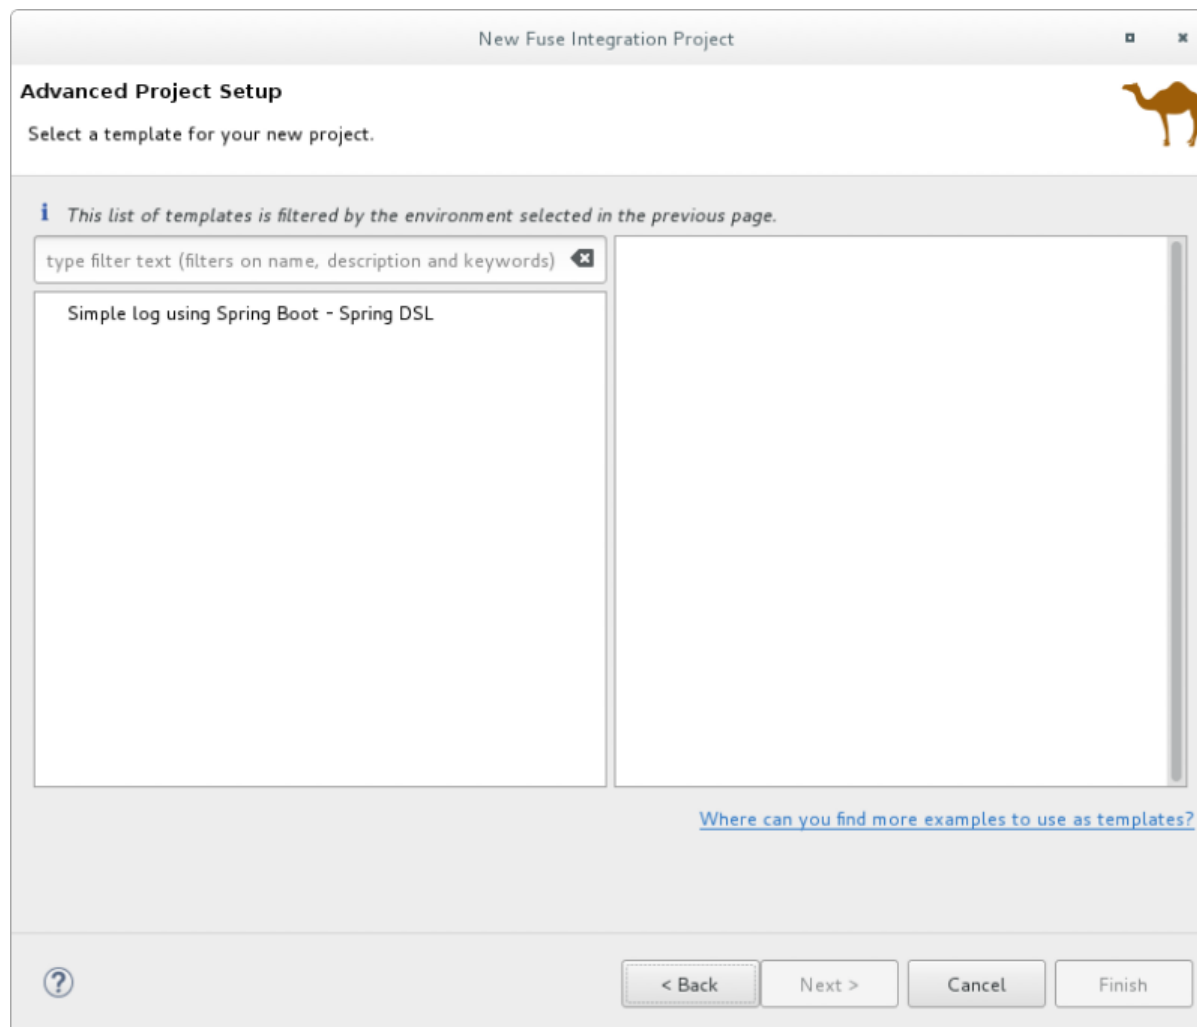 New Fuse Integration Project
Advanced Project Setup
Select a template for your new project.
i This list of templates is filtered by the environment selected in the previous page.
type filter text (filters on name, description and keywords)
Simple log using Spring Boot - Spring DSL
Where can you find more examples to use as templates?
? < Back Next > Cancel Finish